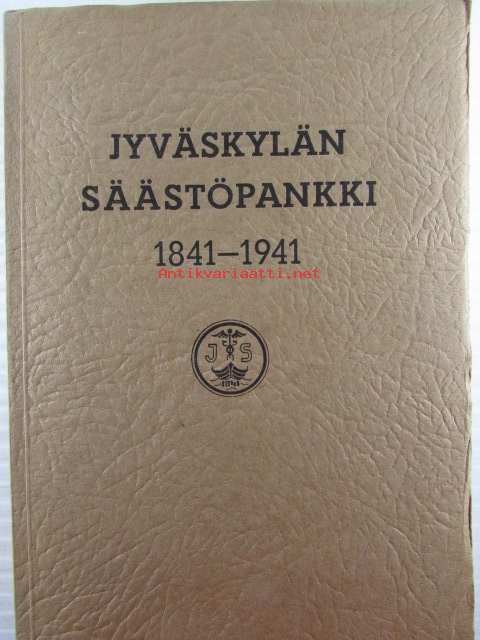 JYVÄSKYLÄN
SÄÄSTÖPANKKI
1841—1941
Antikvariaatti.net
J S
1841